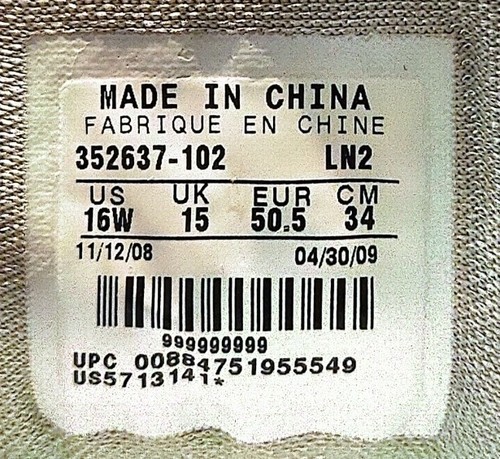 MADE IN CHINA
FABRIQUE EN CHINE
352637-102 LN2
US UK EUR CM
16W 15 50.5 34
11/12/08 04/30/09
999999999
UPC 00884751955549
US5713141*